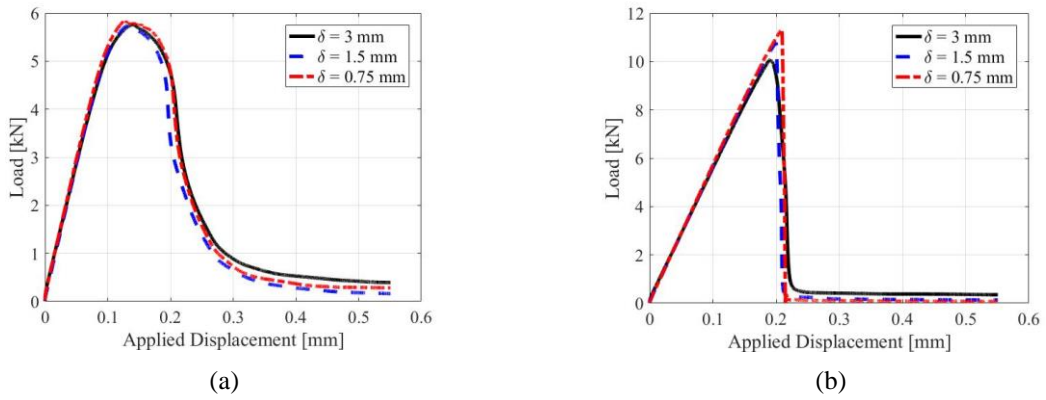 6
5
4
3
2
1
0
Load [kN]
δ = 3 mm
δ = 1.5 mm
δ = 0.75 mm
0 0.1 0.2 0.3 0.4 0.5 0.6
Applied Displacement [mm]
(a)
12
10
8
6
4
2
0
Load [kN]
δ = 3 mm
δ = 1.5 mm
δ = 0.75 mm
0 0.1 0.2 0.3 0.4 0.5 0.6
Applied Displacement [mm]
(b)